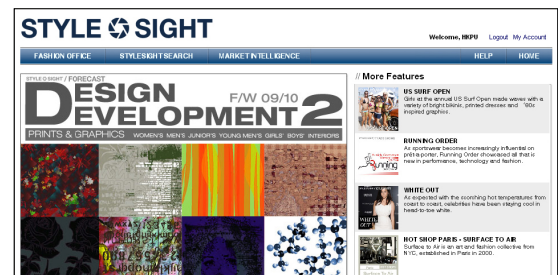 STYLE SIGHT
Welcome, HKPU Logout My Account
FASHION OFFICE STYLESIGHT SEARCH MARKET INTELLIGENCE HELP HOME
STYLESIGHT / FORECAST
DESIGN
DEVELOPMENT 2
F/W 09/10
PRINTS & GRAPHICS WOMEN'S MEN'S JUNIOR'S YOUNG MEN'S GIRLS' BOYS' INTERIORS
// More Features
US SURF OPEN
Girls at the annual US Surf Open made waves with a
variety of bright bikinis, printed dresses and '80s
inspired graphics.
RUNNING ORDER
As sportswear becomes increasingly influential on
prêt-a-porter, Running Order showcased all that is
new in performance, technology and fashion.
Running
WHITE OUT
As expected with the scorching hot temperatures from
coast to coast, celebrities have been staying cool in
head-to-toe white.
WHITE
OUT
HOT SHOP PARIS - SURFACE TO AIR
Surface to Air is an art and fashion collective from
NYC, established in Paris in 2000.